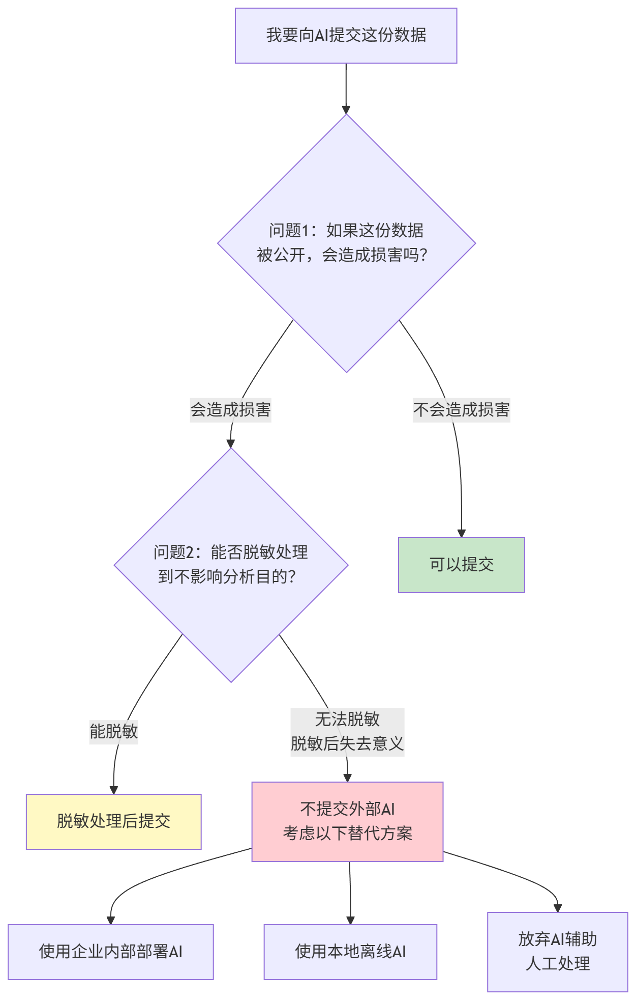 我要向AI提交这份数据
问题1：如果这份数据
被公开，会造成损害吗？
会造成损害
不会造成损害
问题2：能否脱敏处理
到不影响分析目的？
可以提交
能脱敏
无法脱敏
脱敏后失去意义
脱敏处理后提交
不提交外部AI
考虑以下替代方案
使用企业内部部署AI
使用本地离线AI
放弃AI辅助
人工处理